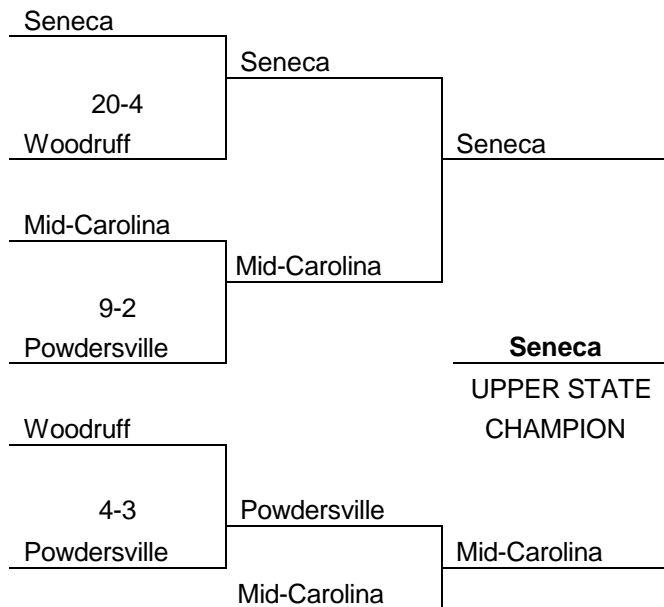 Seneca
Seneca
20-4
Woodruff
Seneca
Mid-Carolina
Mid-Carolina
9-2
Powdersville
Seneca
UPPER STATE
CHAMPION
Woodruff
4-3
Powdersville
Powdersville
Mid-Carolina
Mid-Carolina